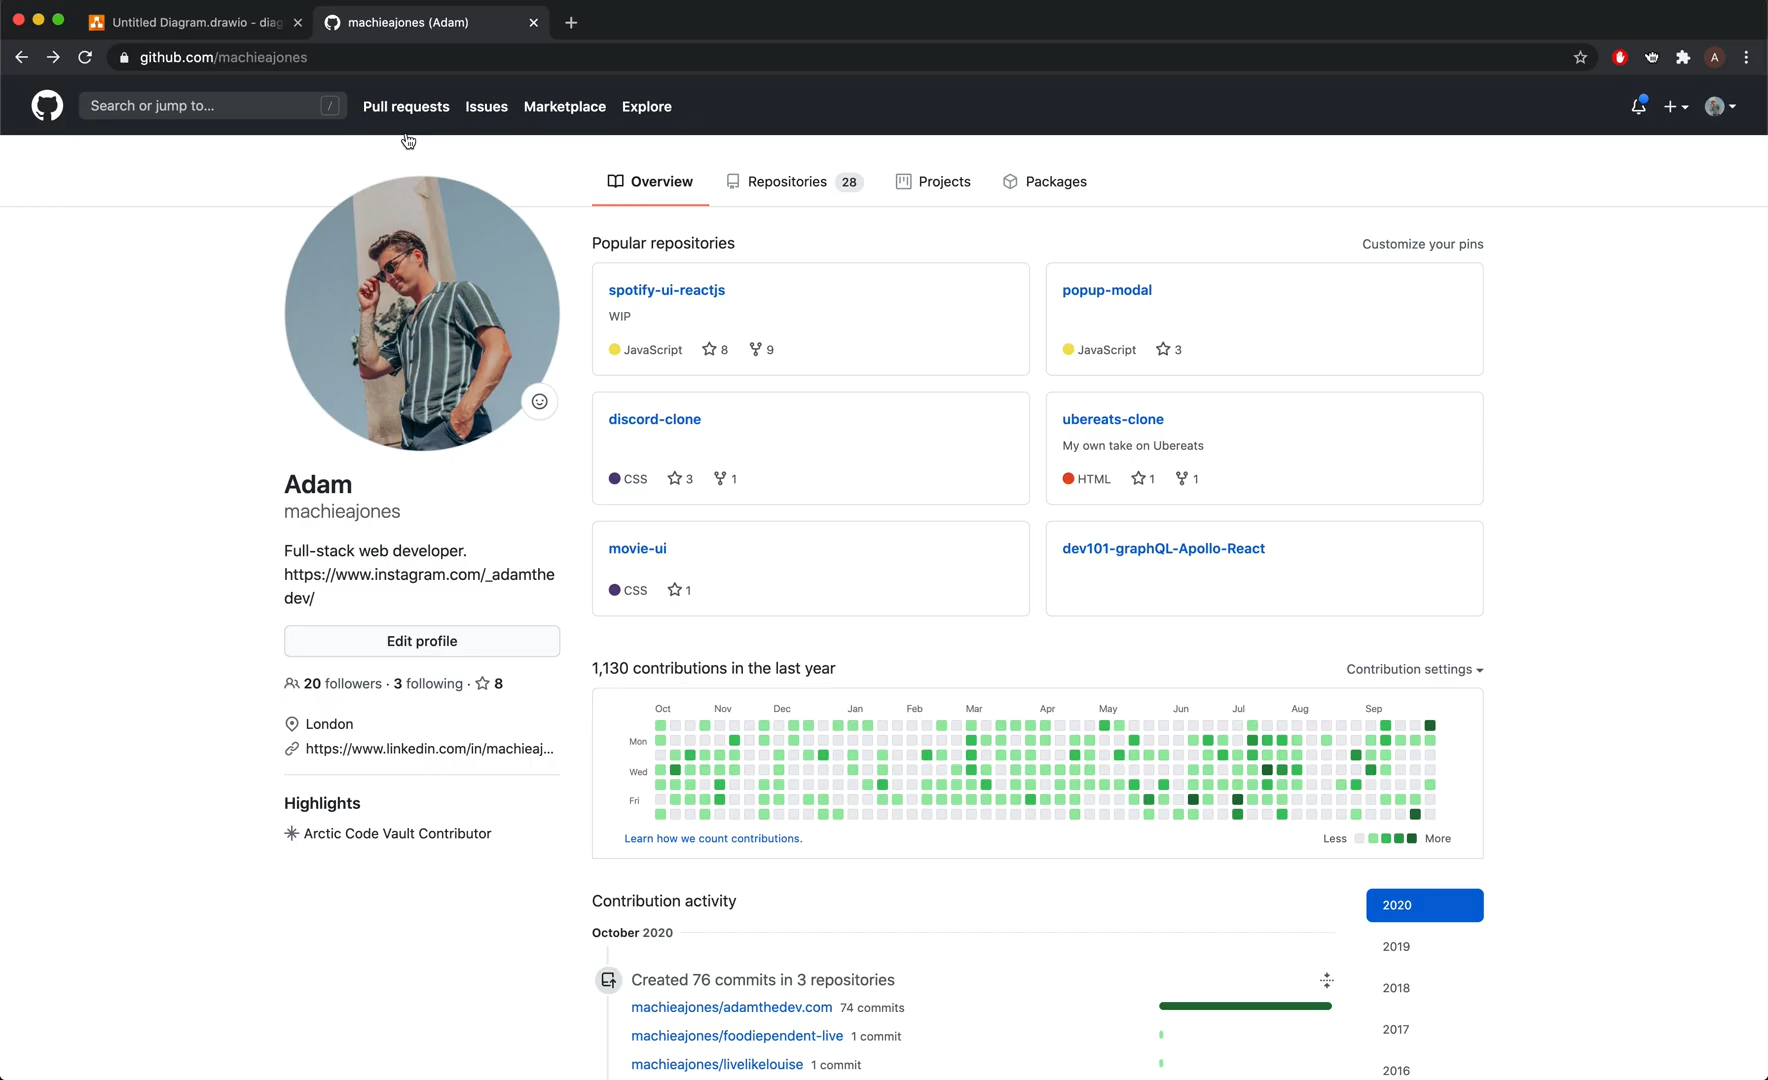 Untitled Diagram.drawio - diag
machieajones (Adam)
github.com/machieajones
A
Search or jump to...
/
Pull requests
Issues
Marketplace
Explore
Overview
Repositories 28
Projects
Packages
Adam
machieajones
Full-stack web developer.
https://www.instagram.com/_adamthe
dev/
Edit profile
20 followers · 3 following · 8
London
https://www.linkedin.com/in/machieaj...
Highlights
Arctic Code Vault Contributor
Popular repositories
Customize your pins
spotify-ui-reactjs
WIP
JavaScript 8 9
popup-modal
JavaScript 3
discord-clone
CSS 3 1
ubereats-clone
My own take on Ubereats
HTML 1 1
movie-ui
CSS 1
dev101-graphQL-Apollo-React
1,130 contributions in the last year
Contribution settings
Oct Nov Dec Jan Feb Mar Apr May Jun Jul Aug Sep
Mon
Wed
Fri
Learn how we count contributions.
Less More
Contribution activity
October 2020
Created 76 commits in 3 repositories
machieajones/adamthedev.com 74 commits
machieajones/foodiependent-live 1 commit
machieajones/livelikelouise 1 commit
2020
2019
2018
2017
2016